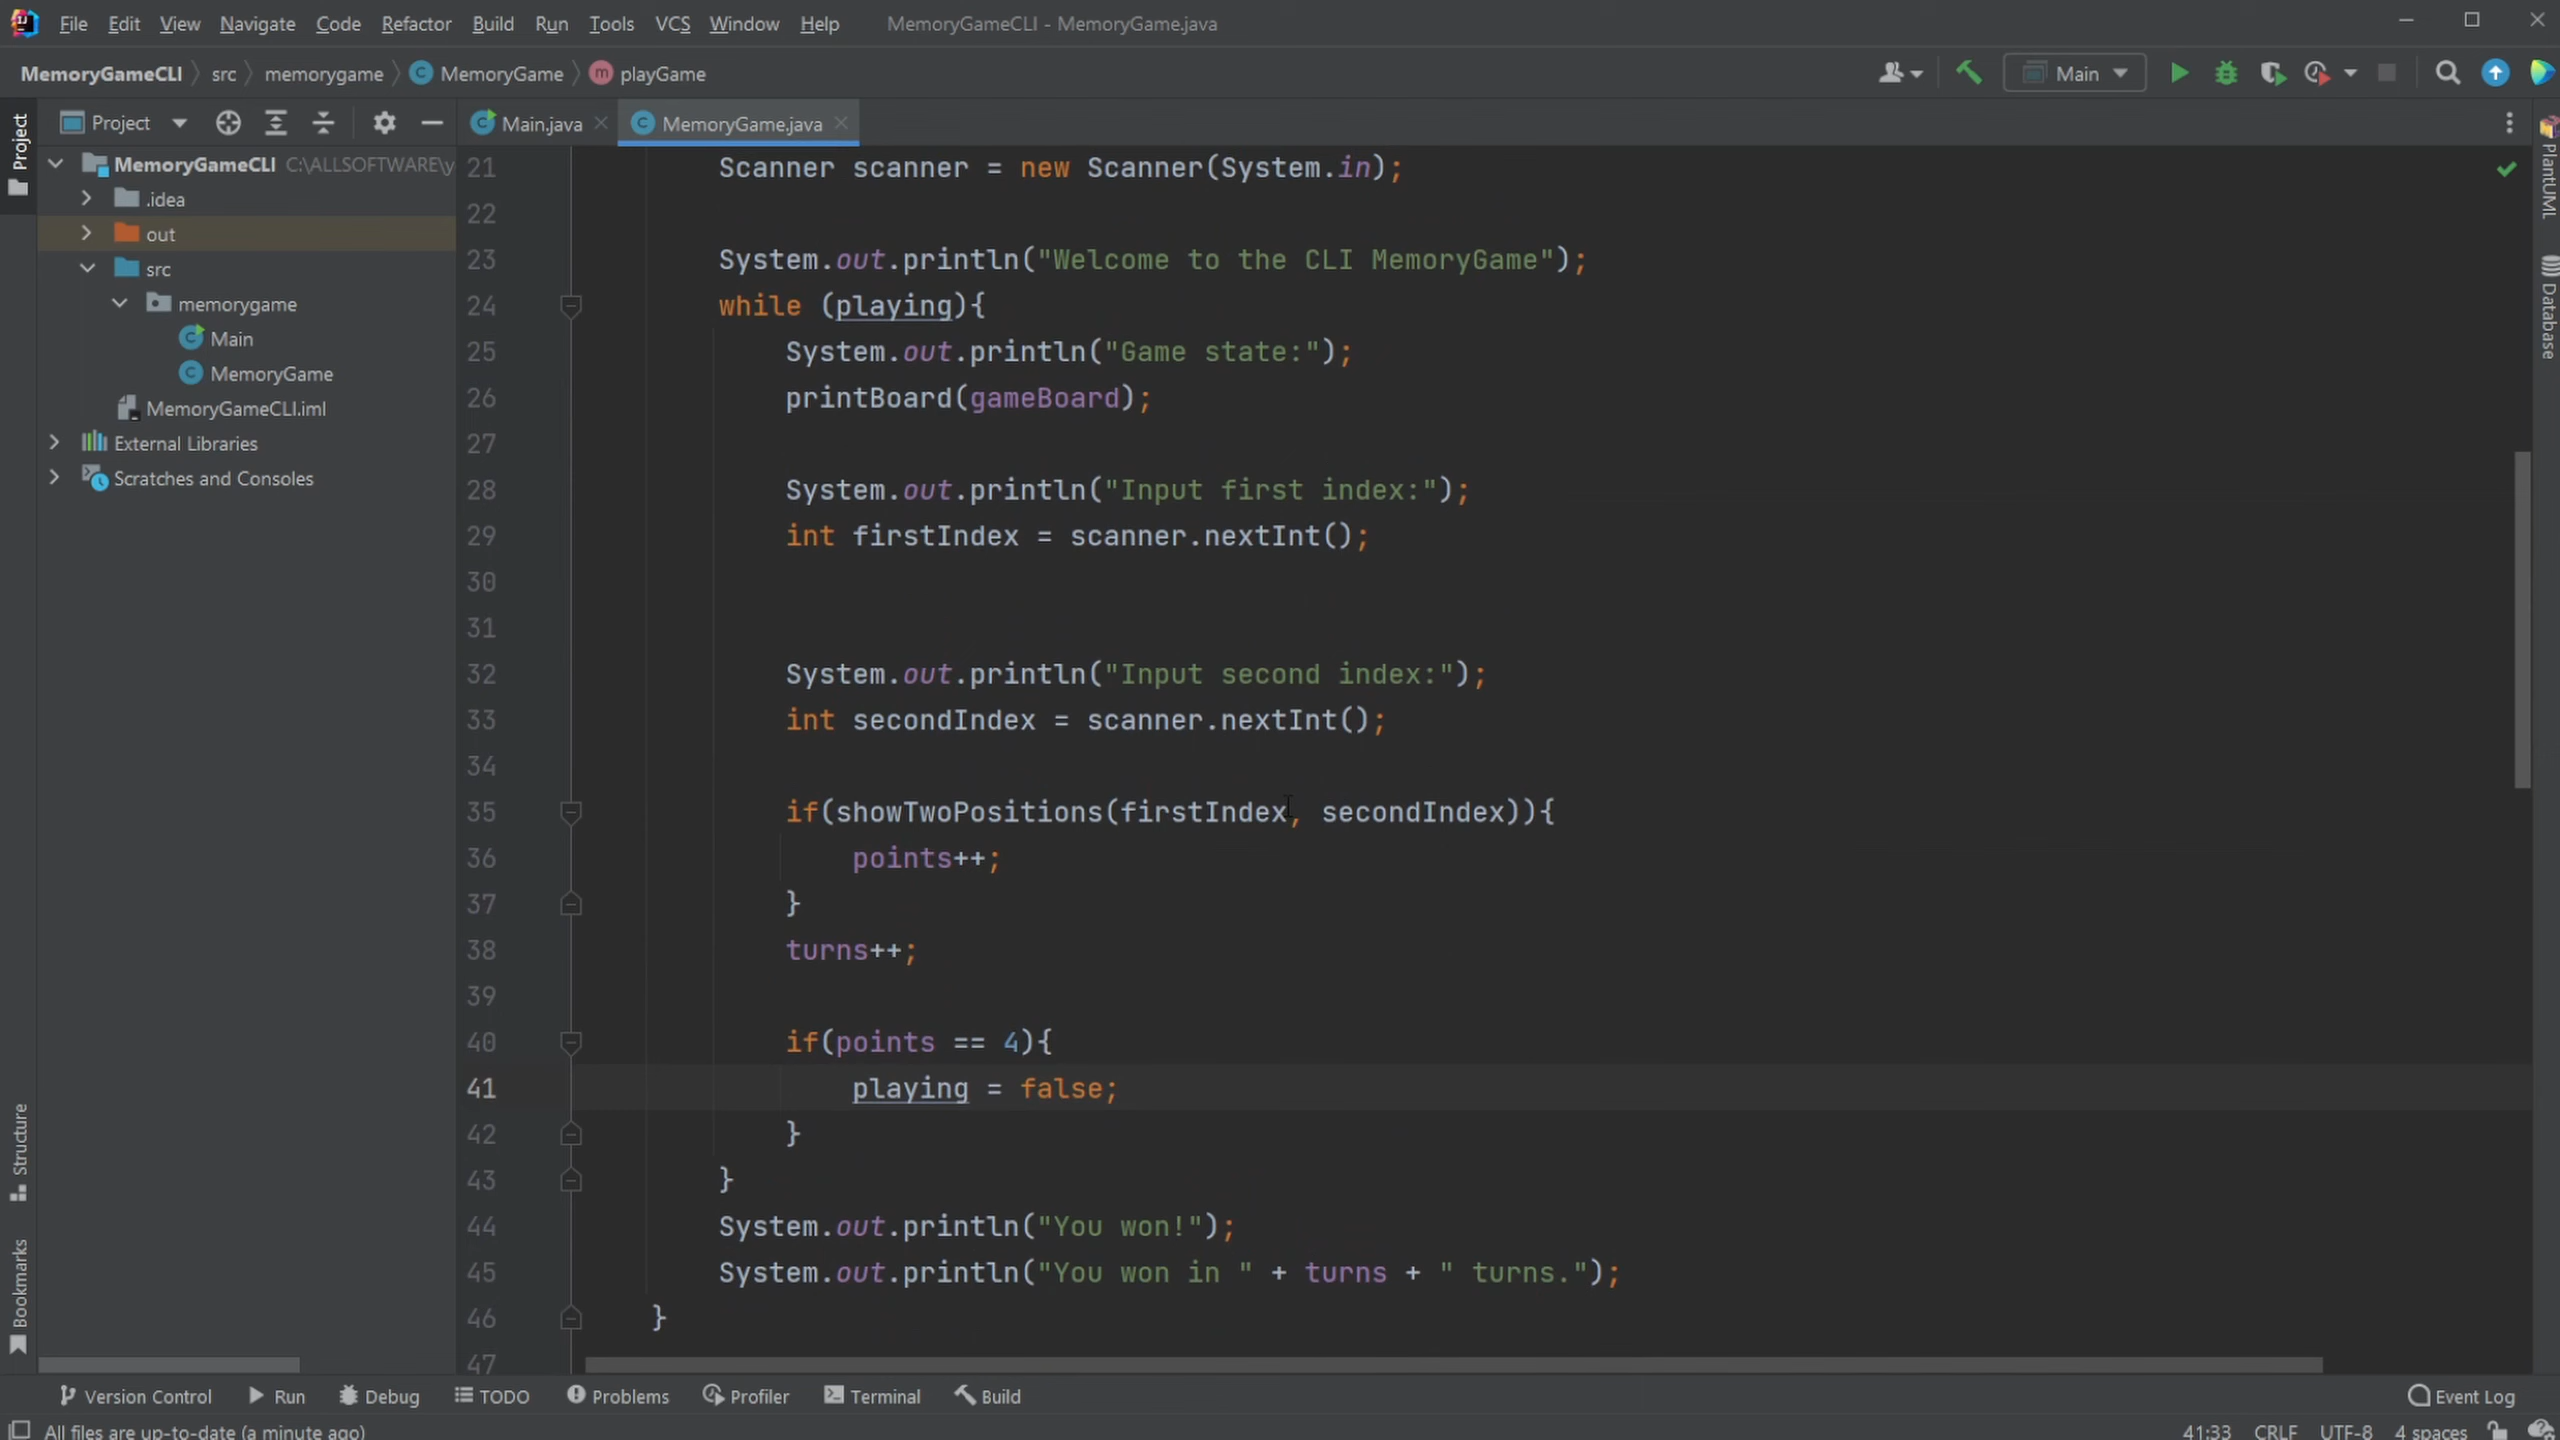 File Edit View Navigate Code Refactor Build Run Tools VCS Window Help MemoryGameCLI - MemoryGame.java
MemoryGameCLI src memorygame MemoryGame playGame Main
Project Main.java MemoryGame.java
Project
MemoryGameCLI C:\ALLSOFTWARE\y
.idea
out
src
memorygame
Main
MemoryGame
MemoryGameCLI.iml
External Libraries
Scratches and Consoles
21 Scanner scanner = new Scanner(System.in);
22
23 System.out.println("Welcome to the CLI MemoryGame");
24 while (playing){
25 System.out.println("Game state:");
26 printBoard(gameBoard);
27
28 System.out.println("Input first index:");
29 int firstIndex = scanner.nextInt();
30
31
32 System.out.println("Input second index:");
33 int secondIndex = scanner.nextInt();
34
35 if(showTwoPositions(firstIndex, secondIndex)){
36 points++;
37 }
38 turns++;
39
40 if(points == 4){
41 playing = false;
42 }
43 }
44 System.out.println("You won!");
45 System.out.println("You won in " + turns + " turns.");
46 }
47
PlantUML
Database
Structure
Bookmarks
Version Control Run Debug TODO Problems Profiler Terminal Build Event Log
All files are up-to-date (a minute ago) 41:33 CRLF UTF-8 4 spaces